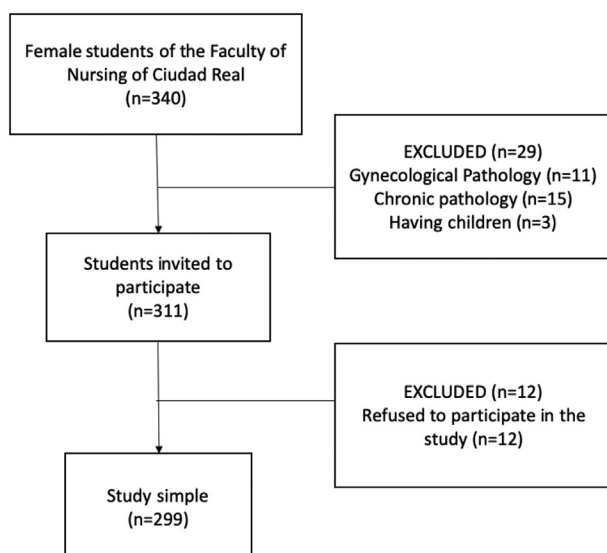 Female students of the Faculty of
Nursing of Ciudad Real
(n=340)
EXCLUDED (n=29)
Gynecological Pathology (n=11)
Chronic pathology (n=15)
Having children (n=3)
Students invited to
participate
(n=311)
EXCLUDED (n=12)
Refused to participate in the
study (n=12)
Study simple
(n=299)